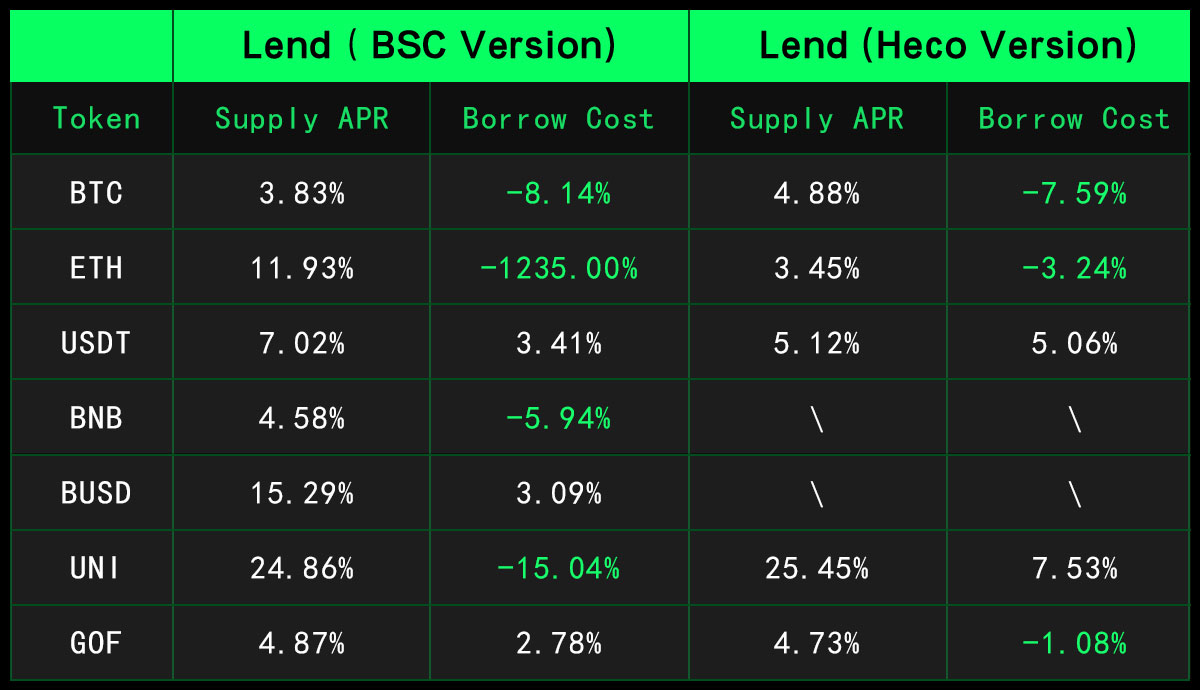 Lend ( BSC Version) Lend (Heco Version)
Token Supply APR Borrow Cost Supply APR Borrow Cost
BTC 3.83% -8.14% 4.88% -7.59%
ETH 11.93% -1235.00% 3.45% -3.24%
USDT 7.02% 3.41% 5.12% 5.06%
BNB 4.58% -5.94% \ \
BUSD 15.29% 3.09% \ \
UNI 24.86% -15.04% 25.45% 7.53%
GOF 4.87% 2.78% 4.73% -1.08%